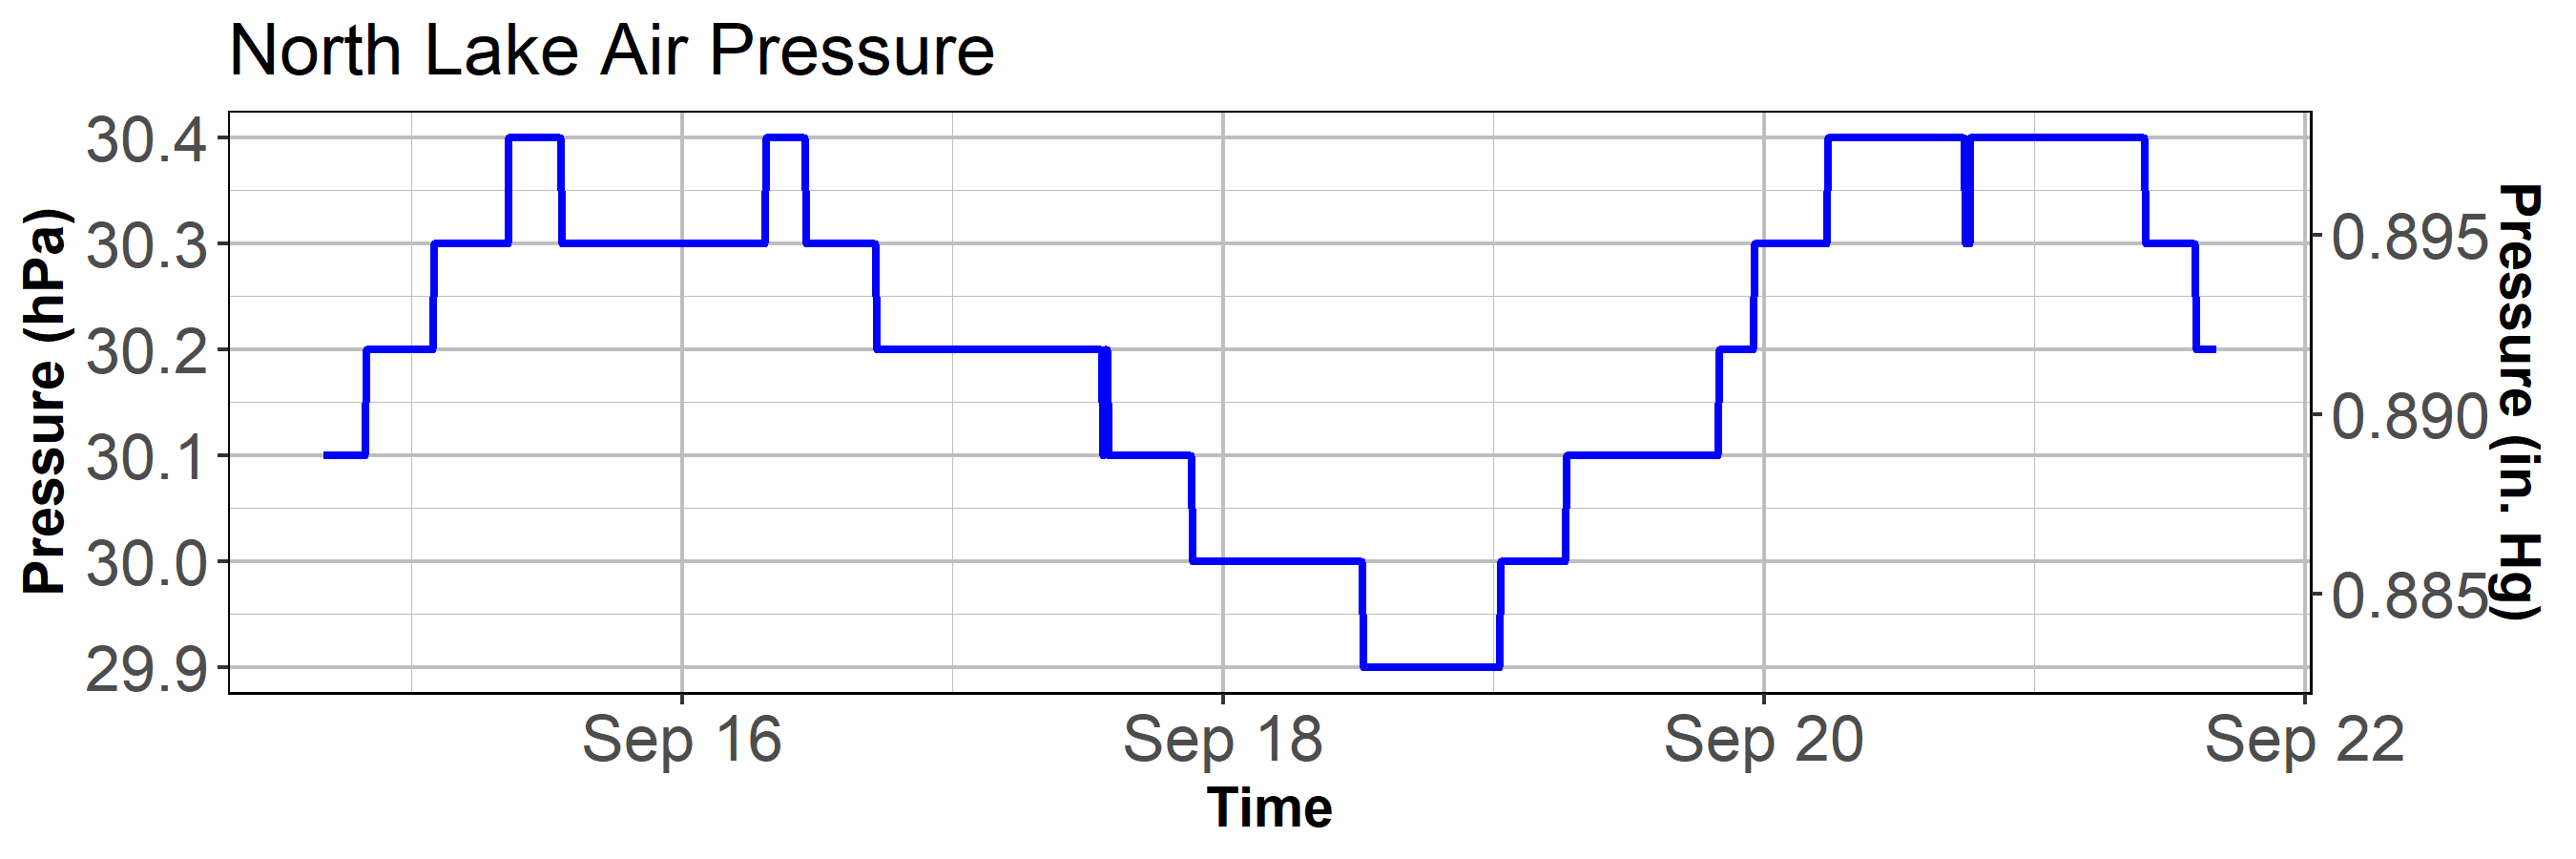 North Lake Air Pressure
Pressure (hPa)
30.4
30.3
30.2
30.1
30.0
29.9
0.895
0.890
0.885
Pressure (in. Hg)
Sep 16 Sep 18 Sep 20 Sep 22
Time